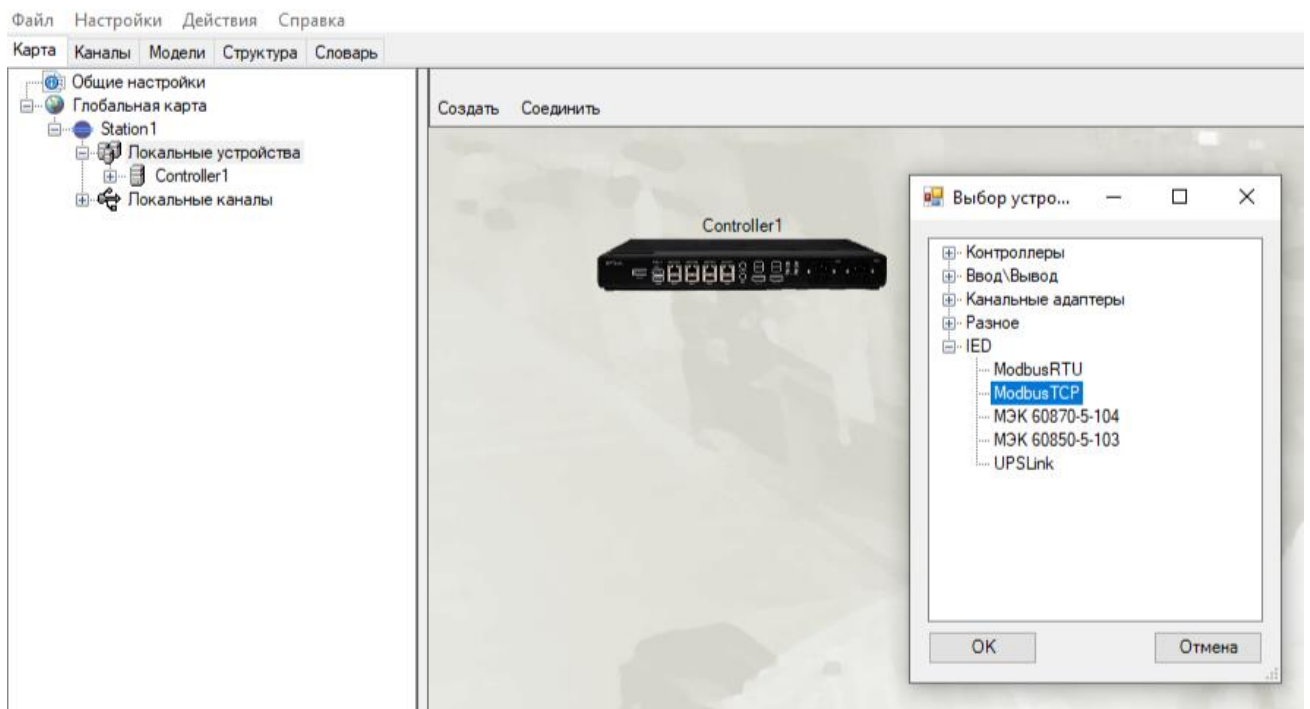 Файл Настройки Действия Справка
Карта Каналы Модели Структура Словарь
Общие настройки
Глобальная карта
Station1
Локальные устройства
Controller1
Локальные каналы
Создать Соединить
Controller1
Выбор устро...
Контроллеры
Ввод\Вывод
Канальные адаптеры
Разное
IED
ModbusRTU
ModbusTCP
МЭК 60870-5-104
МЭК 60850-5-103
UPSLink
OK Отмена